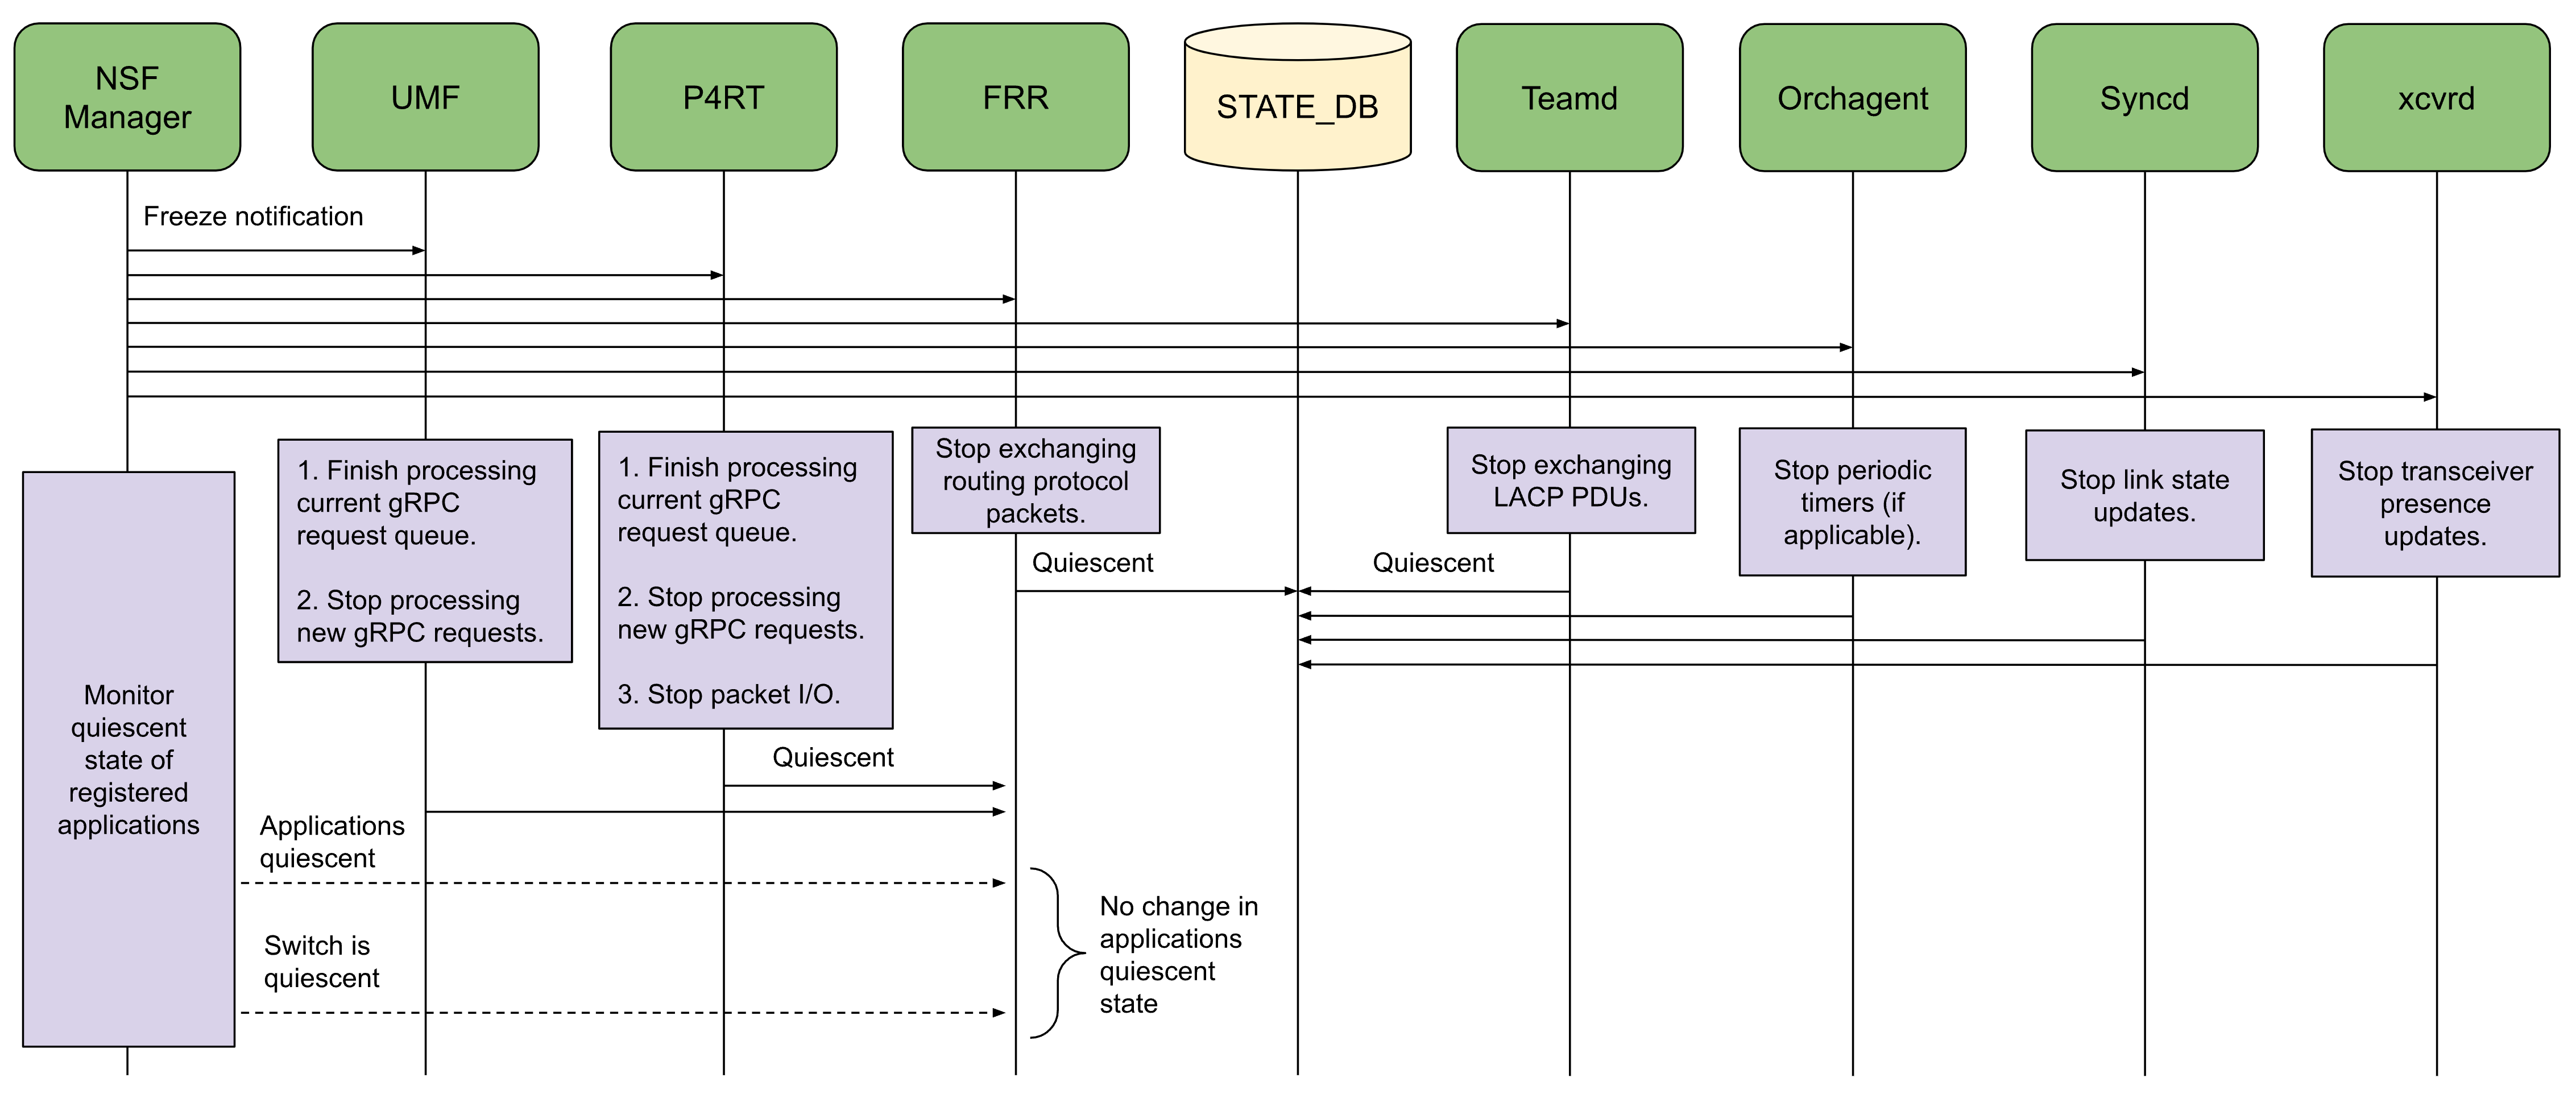 NSF
Manager
UMF
P4RT
FRR
STATE_DB
Teamd
Orchagent
Syncd
xcvrd
Freeze notification
1. Finish processing
current gRPC
request queue.
2. Stop processing
new gRPC requests.
1. Finish processing
current gRPC
request queue.
2. Stop processing
new gRPC requests.
3. Stop packet I/O.
Stop exchanging
routing protocol
packets.
Stop exchanging
LACP PDUs.
Stop periodic
timers (if
applicable).
Stop link state
updates.
Stop transceiver
presence
updates.
Quiescent
Quiescent
Monitor
quiescent
state of
registered
applications
Quiescent
Applications
quiescent
Switch is
quiescent
No change in
applications
quiescent
state